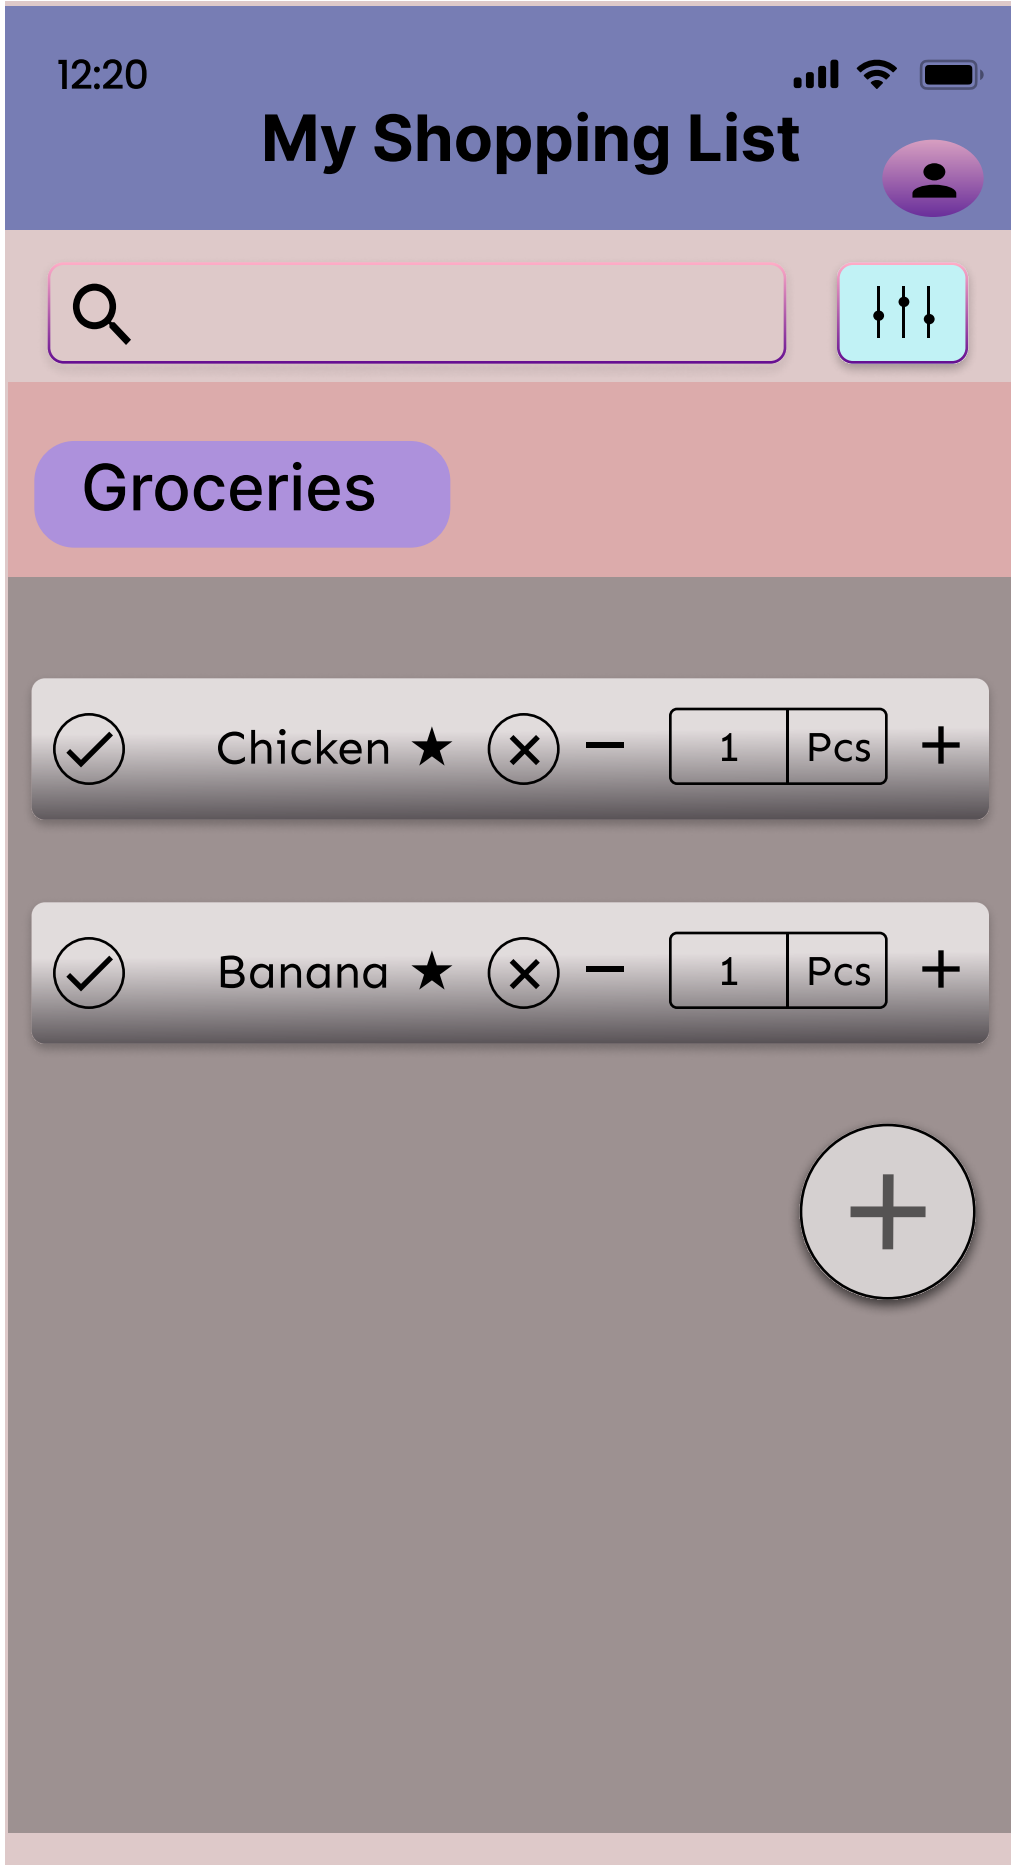 12:20
My Shopping List
Groceries
Chicken ★ 1 Pcs
Banana ★ 1 Pcs